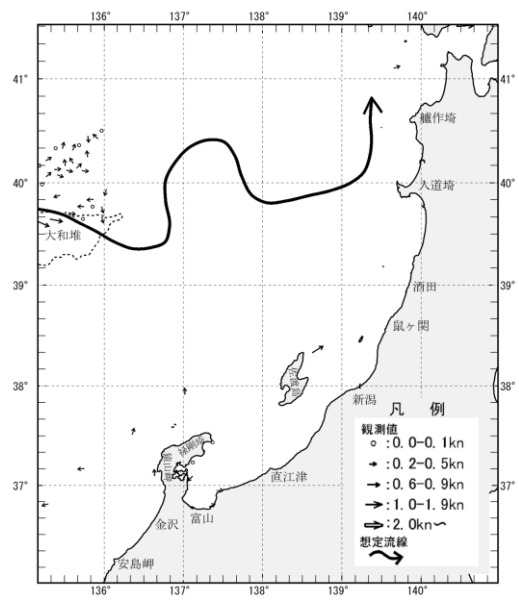 136° 137° 138° 139° 140°
41° 41°
艫作埼
40° 40°
入道埼
大和堆
39° 39°
酒田
鼠ヶ関
佐渡島
38° 38°
新潟
凡 例
観測値
:0.0-0.1kn
:0.2-0.5kn
:0.6-0.9kn
:1.0-1.9kn
:2.0kn〜
想定流線
禄剛埼
37° 37°
直江津
富山
金沢
安島岬
136° 137° 138° 139° 140°